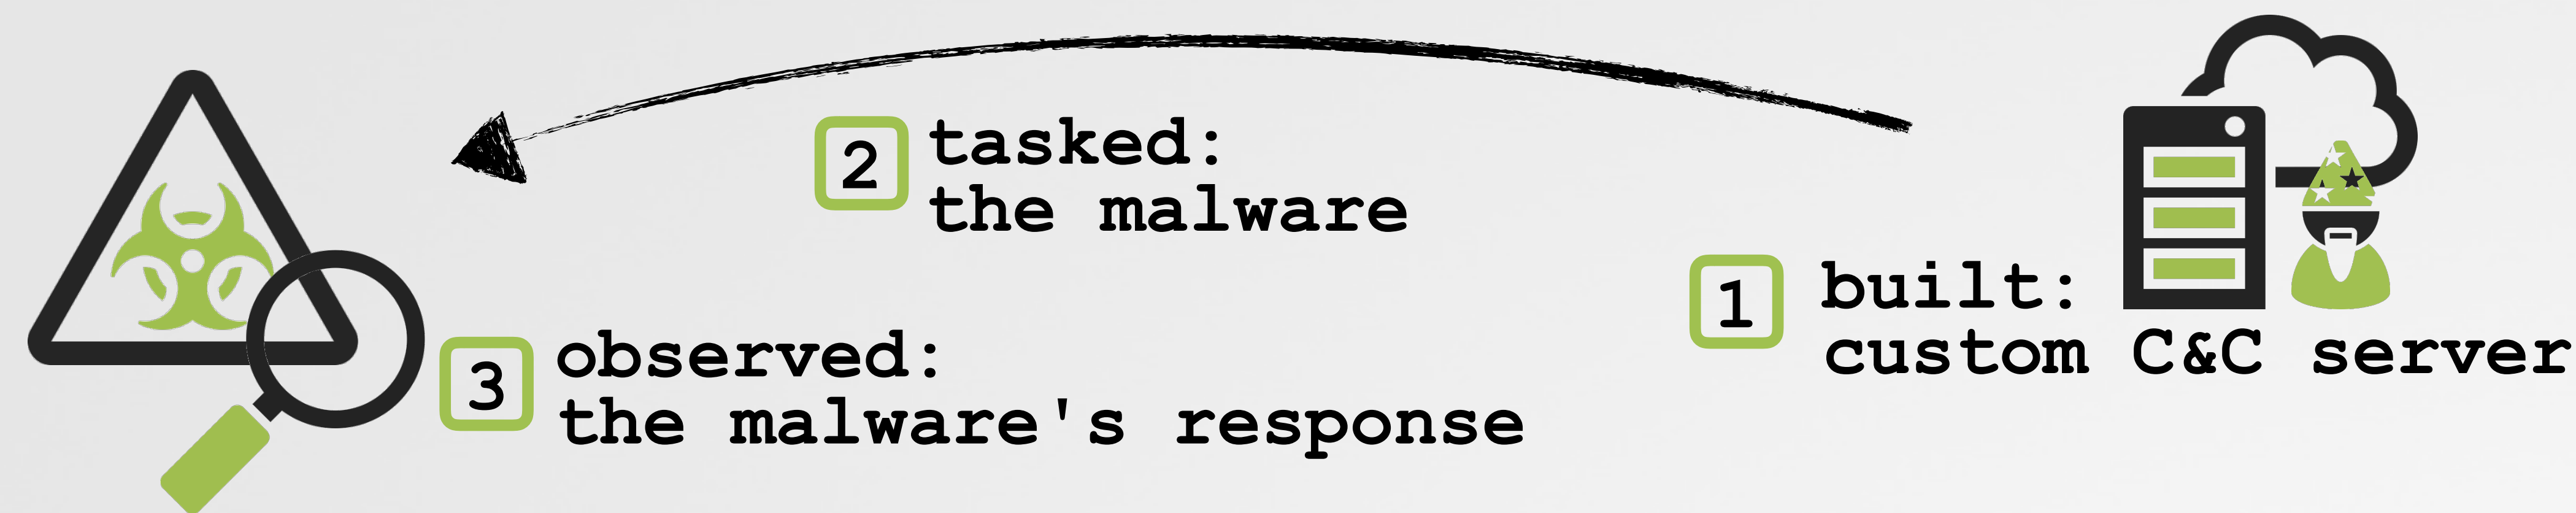 2 tasked:
the malware
1 built:
custom C&C server
3 observed:
the malware's response